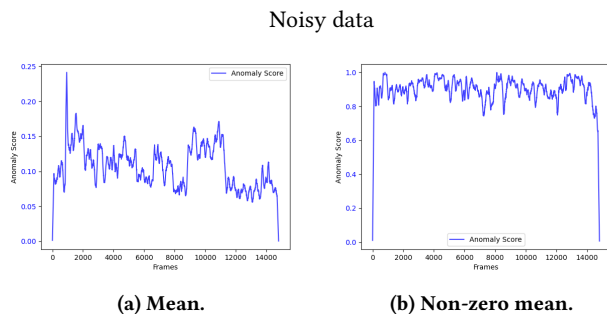 Noisy data
0.25
0.20
0.15
0.10
0.05
0.00
Anomaly Score
Anomaly Score
0 2000 4000 6000 8000 10000 12000 14000
Frames
(a) Mean.
1.0
0.8
0.6
0.4
0.2
0.0
Anomaly Score
Anomaly Score
0 2000 4000 6000 8000 10000 12000 14000
Frames
(b) Non-zero mean.